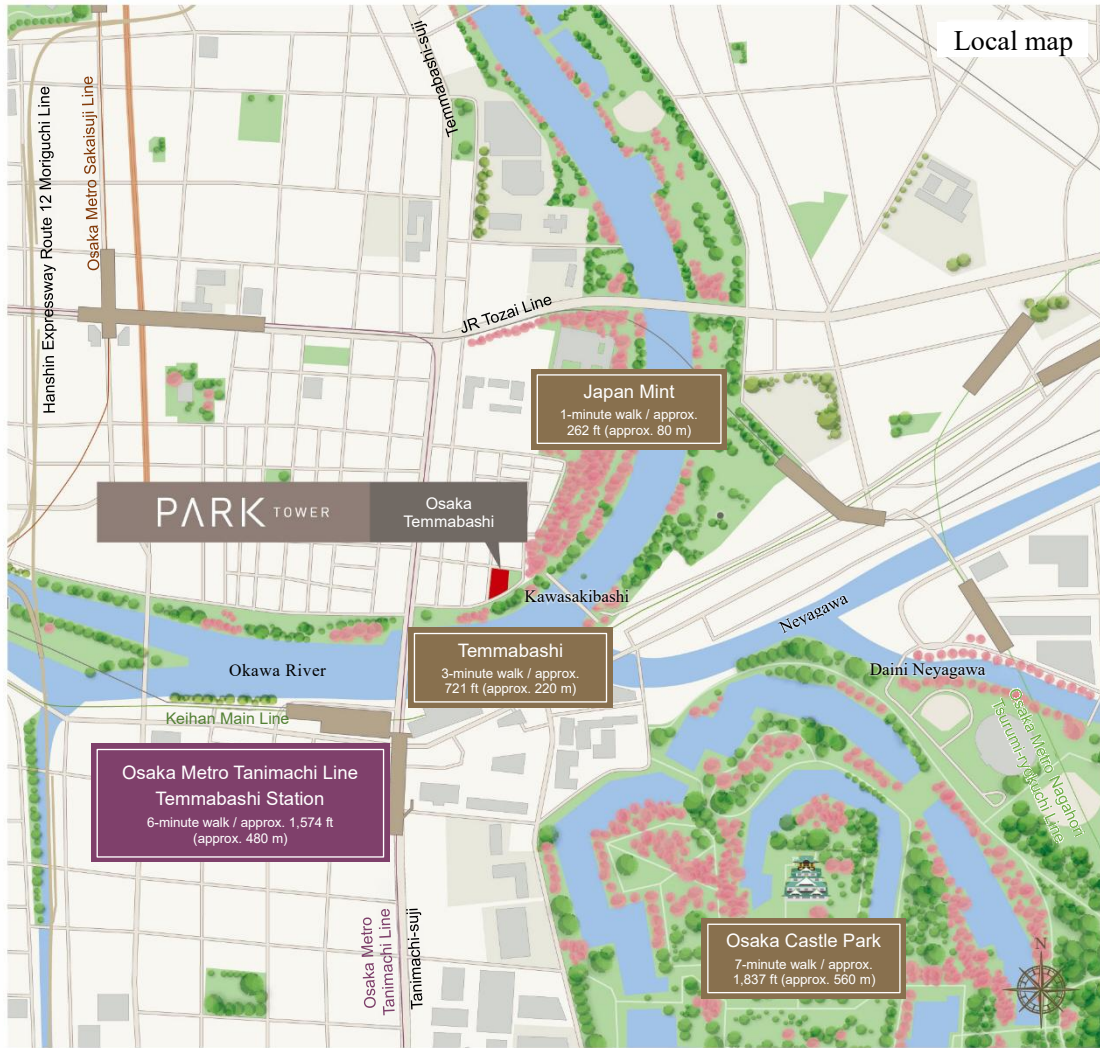 Local map
Temmabashi-suji
Hanshin Expressway Route 12 Moriguchi Line
Osaka Metro Sakaisuji Line
JR Tozai Line
Japan Mint
1-minute walk / approx.
262 ft (approx. 80 m)
PARK TOWER
Osaka
Temmabashi
Kawasakibashi
Neyagawa
Temmabashi
3-minute walk / approx.
721 ft (approx. 220 m)
Okawa River
Daini Neyagawa
Keihan Main Line
Osaka Metro Nagahori
Tsurumi-ryokuchi Line
Osaka Metro Tanimachi Line
Temmabashi Station
6-minute walk / approx. 1,574 ft
(approx. 480 m)
Osaka Metro
Tanimachi Line
Tanimachi-suji
Osaka Castle Park
7-minute walk / approx.
1,837 ft (approx. 560 m)
N